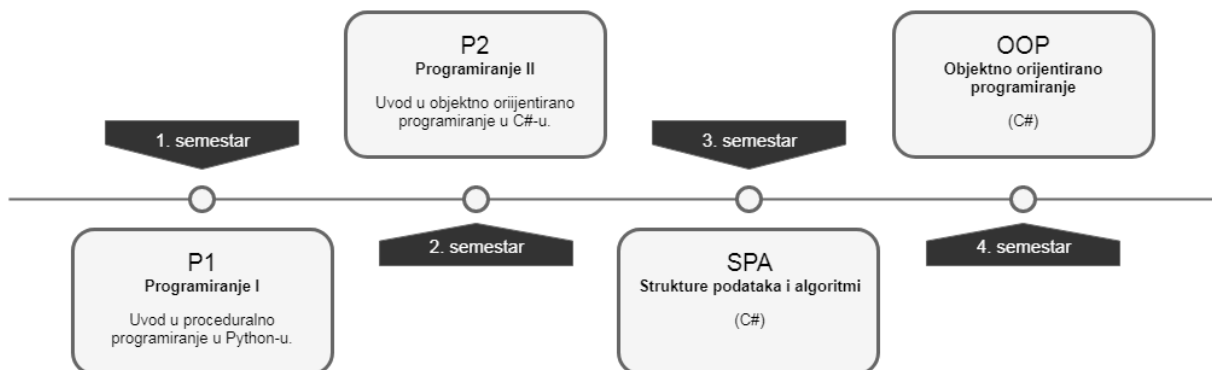 1. semestar
P1
Programiranje I
Uvod u proceduralno
programiranje u Python-u.
P2
Programiranje II
Uvod u objektno oriijentirano
programiranje u C#-u.
2. semestar
3. semestar
SPA
Strukture podataka i algoritmi
(C#)
OOP
Objektno orijentirano
programiranje
(C#)
4. semestar